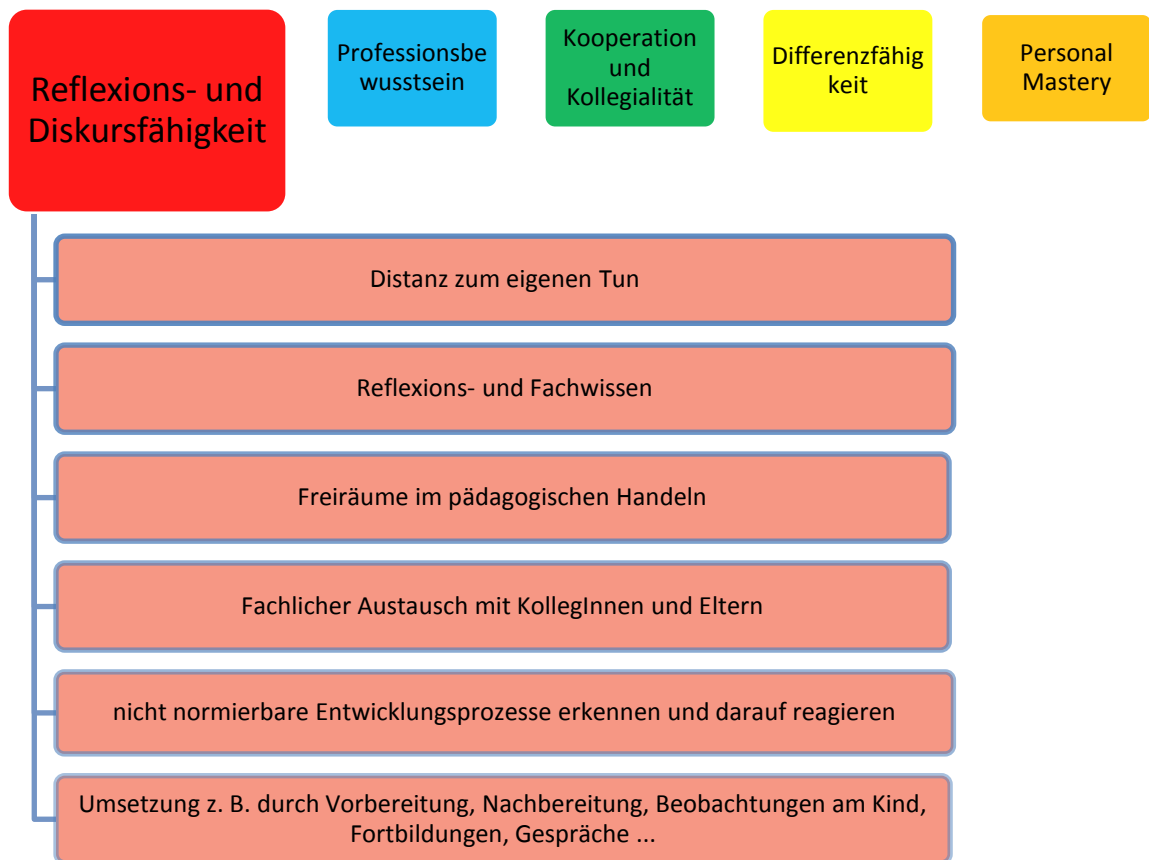 Reflexions- und
Diskursfähigkeit
Professionsbe
wusstsein
Kooperation
und
Kollegialität
Differenzfähig
keit
Personal
Mastery
Distanz zum eigenen Tun
Reflexions- und Fachwissen
Freiräume im pädagogischen Handeln
Fachlicher Austausch mit KollegInnen und Eltern
nicht normierbare Entwicklungsprozesse erkennen und darauf reagieren
Umsetzung z. B. durch Vorbereitung, Nachbereitung, Beobachtungen am Kind,
Fortbildungen, Gespräche ...